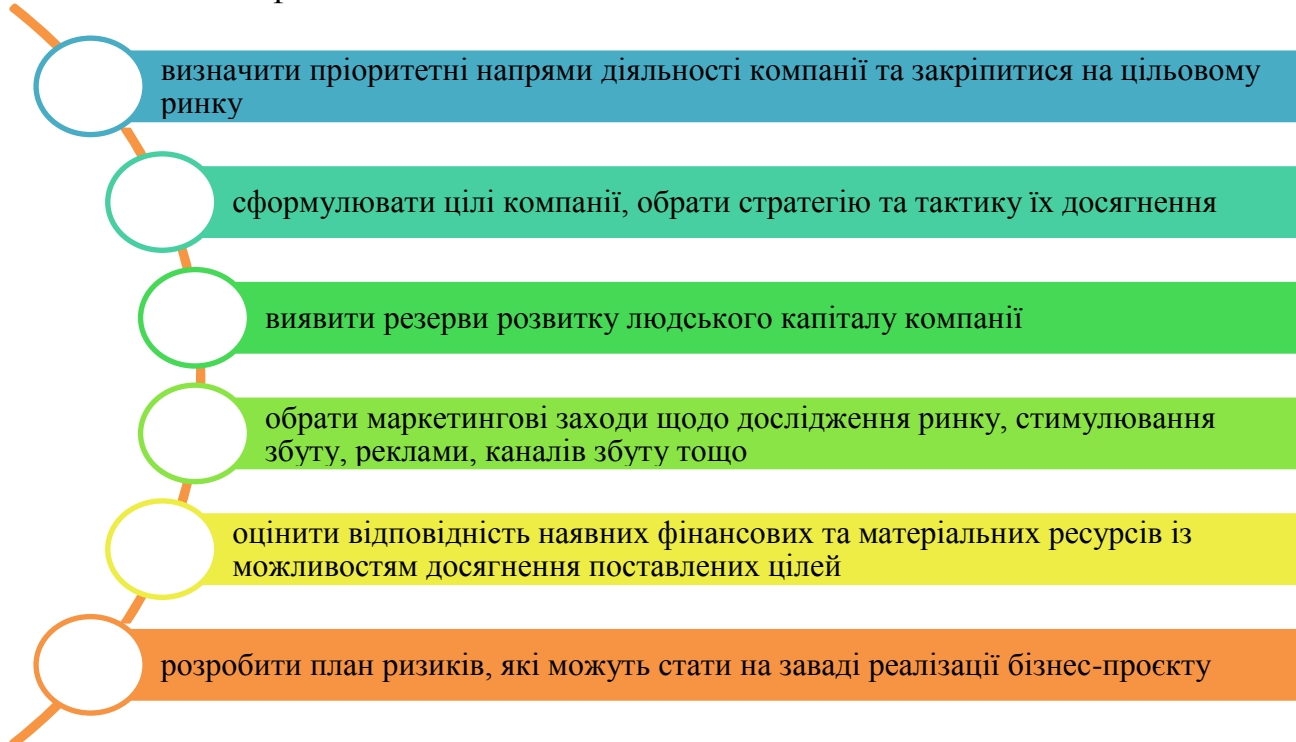 визначити пріоритетні напрями діяльності компанії та закріпитися на цільовому
ринку
сформулювати цілі компанії, обрати стратегію та тактику їх досягнення
виявити резерви розвитку людського капіталу компанії
обрати маркетингові заходи щодо дослідження ринку, стимулювання
збуту, реклами, каналів збуту тощо
оцінити відповідність наявних фінансових та матеріальних ресурсів із
можливостям досягнення поставлених цілей
розробити план ризиків, які можуть стати на заваді реалізації бізнес-проєкту